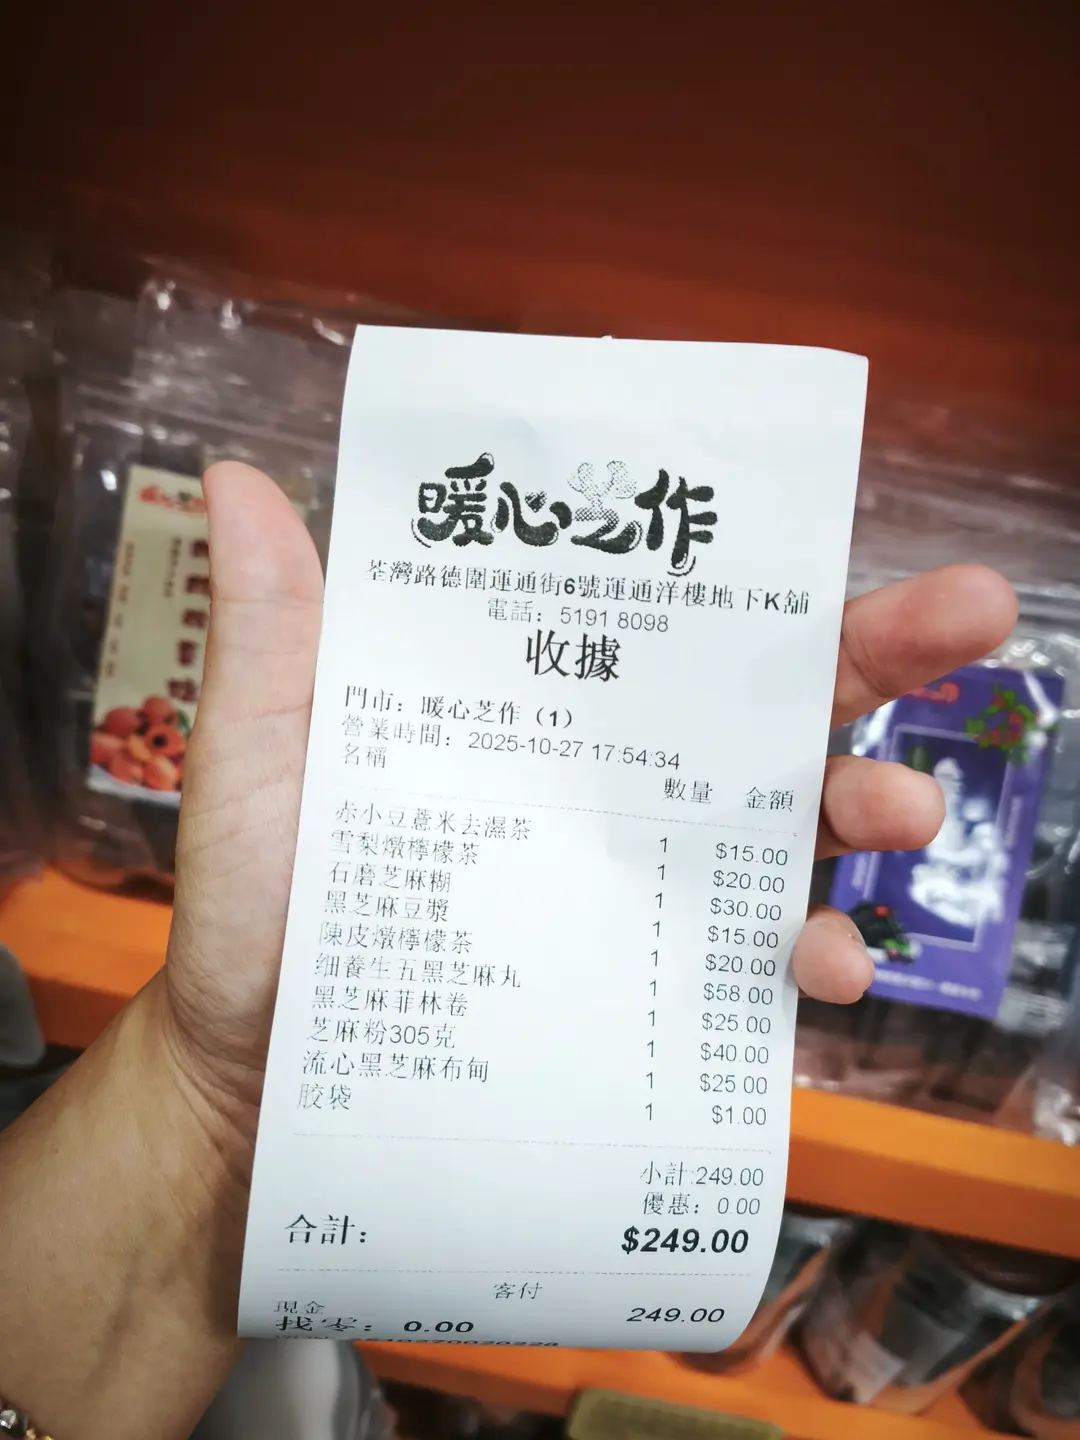 暖心芝作
荃灣路德圍運通街6號運通洋樓地下K舖
電話：5191 8098
收據
門市：暖心芝作（1）
營業時間：2025-10-27 17:54:34
名稱 數量 金額
赤小豆薏米去濕茶 1 $15.00
雪梨燉檸檬茶 1 $20.00
石磨芝麻糊 1 $30.00
黑芝麻豆漿 1 $15.00
陳皮燉檸檬茶 1 $20.00
细養生五黑芝麻丸 1 $58.00
黑芝麻菲林卷 1 $25.00
芝麻粉305克 1 $40.00
流心黑芝麻布甸 1 $25.00
胶袋 1 $1.00
小計:249.00
優惠：0.00
合計：$249.00
客付
現金 249.00
找零：0.00